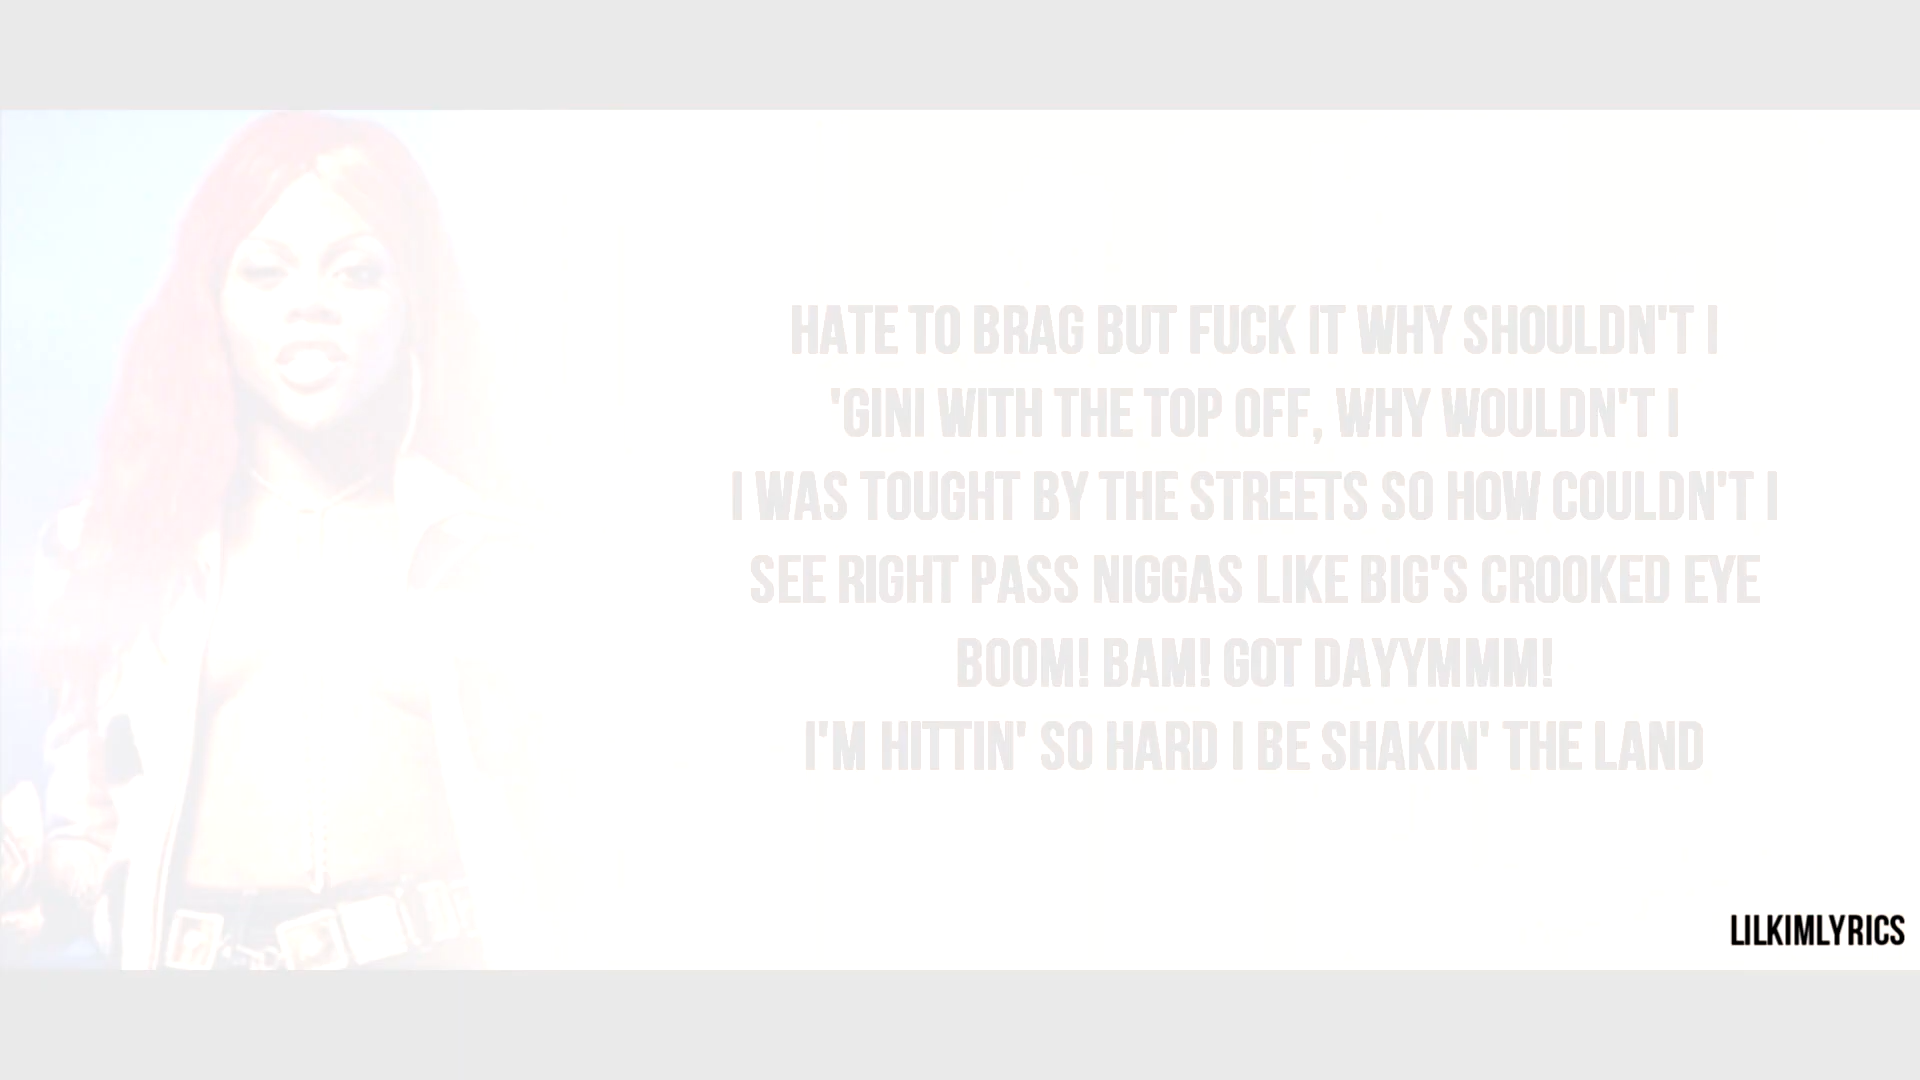 HATE TO BRAG BUT FUCK IT WHY SHOULDN'T I
'GINI WITH THE TOP OFF, WHY WOULDN'T I
I WAS TOUGHT BY THE STREETS SO HOW COULDN'T I
SEE RIGHT PASS NIGGAS LIKE BIG'S CROOKED EYE
BOOM! BAM! GOT DAYYMMM!
I'M HITTIN' SO HARD I BE SHAKIN' THE LAND
LILKIMLYRICS